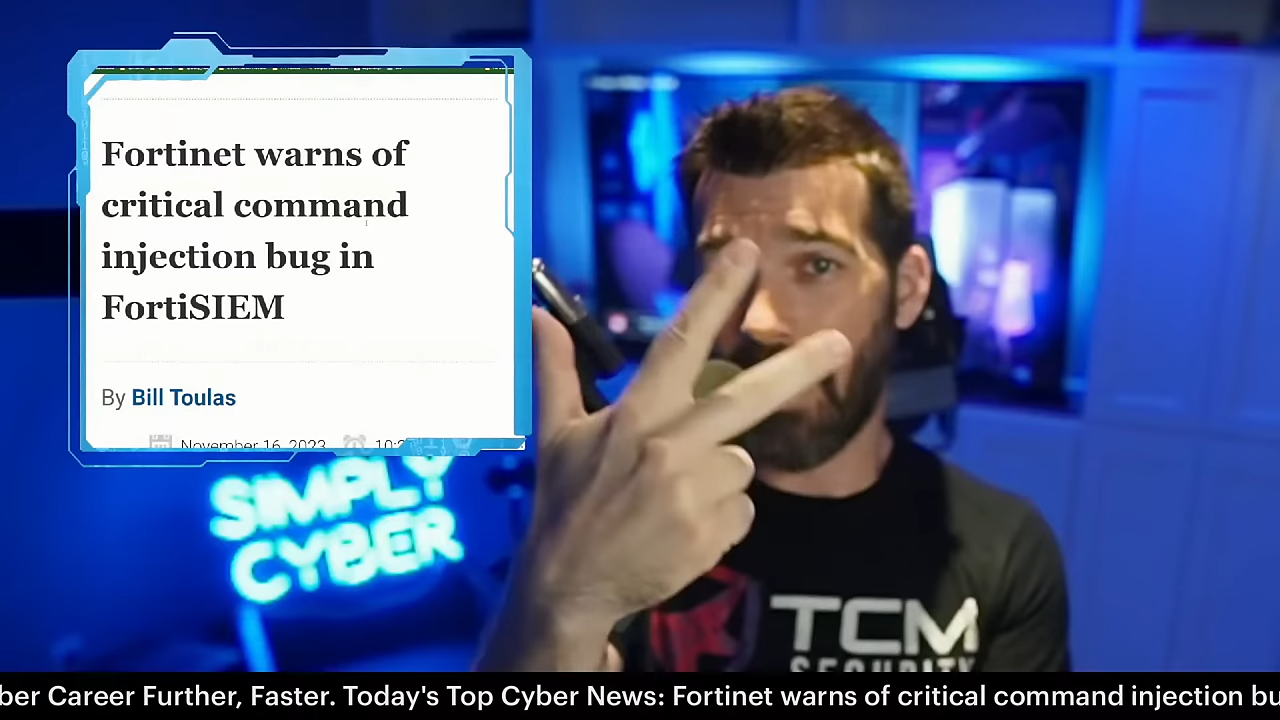 Fortinet warns of
critical command
injection bug in
FortiSIEM
By Bill Toulas
November 16, 2023
SIMPLY
CYBER
TCM
SECURITY
ber Career Further, Faster. Today's Top Cyber News: Fortinet warns of critical command injection bu